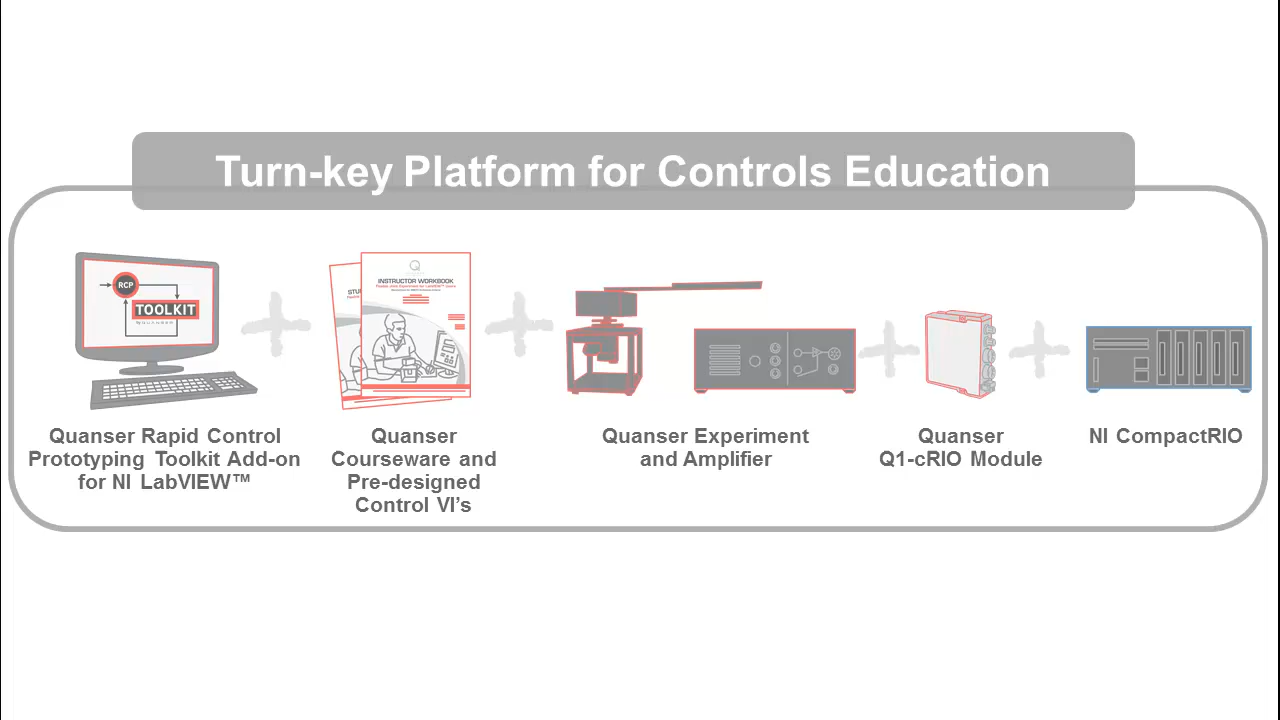 Turn-key Platform for Controls Education
RCP
TOOLKIT
QUANSER
INSTRUCTOR WORKBOOK
Quanser Rapid Control
Prototyping Toolkit Add-on
for NI LabVIEW™
Quanser
Courseware and
Pre-designed
Control VI's
Quanser Experiment
and Amplifier
Quanser
Q1-cRIO Module
NI CompactRIO